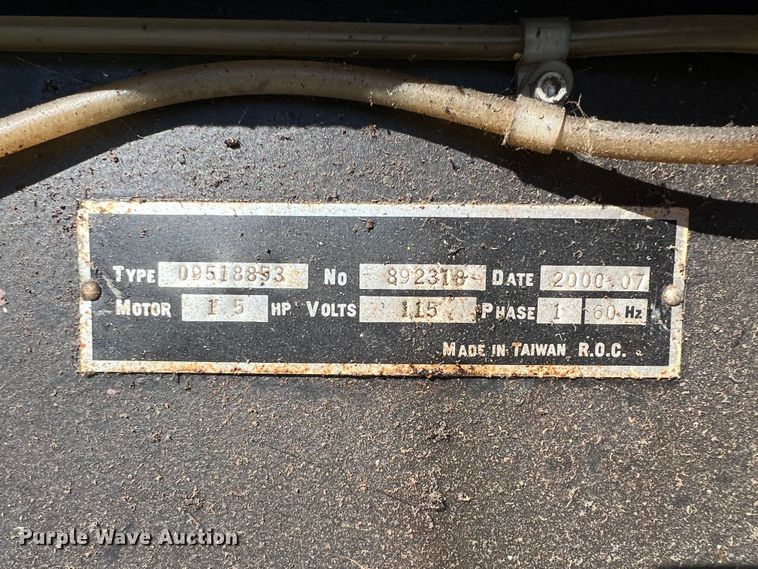 TYPE 09518893 NO 892318 DATE 2000.07
MOTOR 1 5 HP VOLTS 115 PHASE 1 60 HZ
MADE IN TAIWAN R.O.C.
Purple Wave Auction